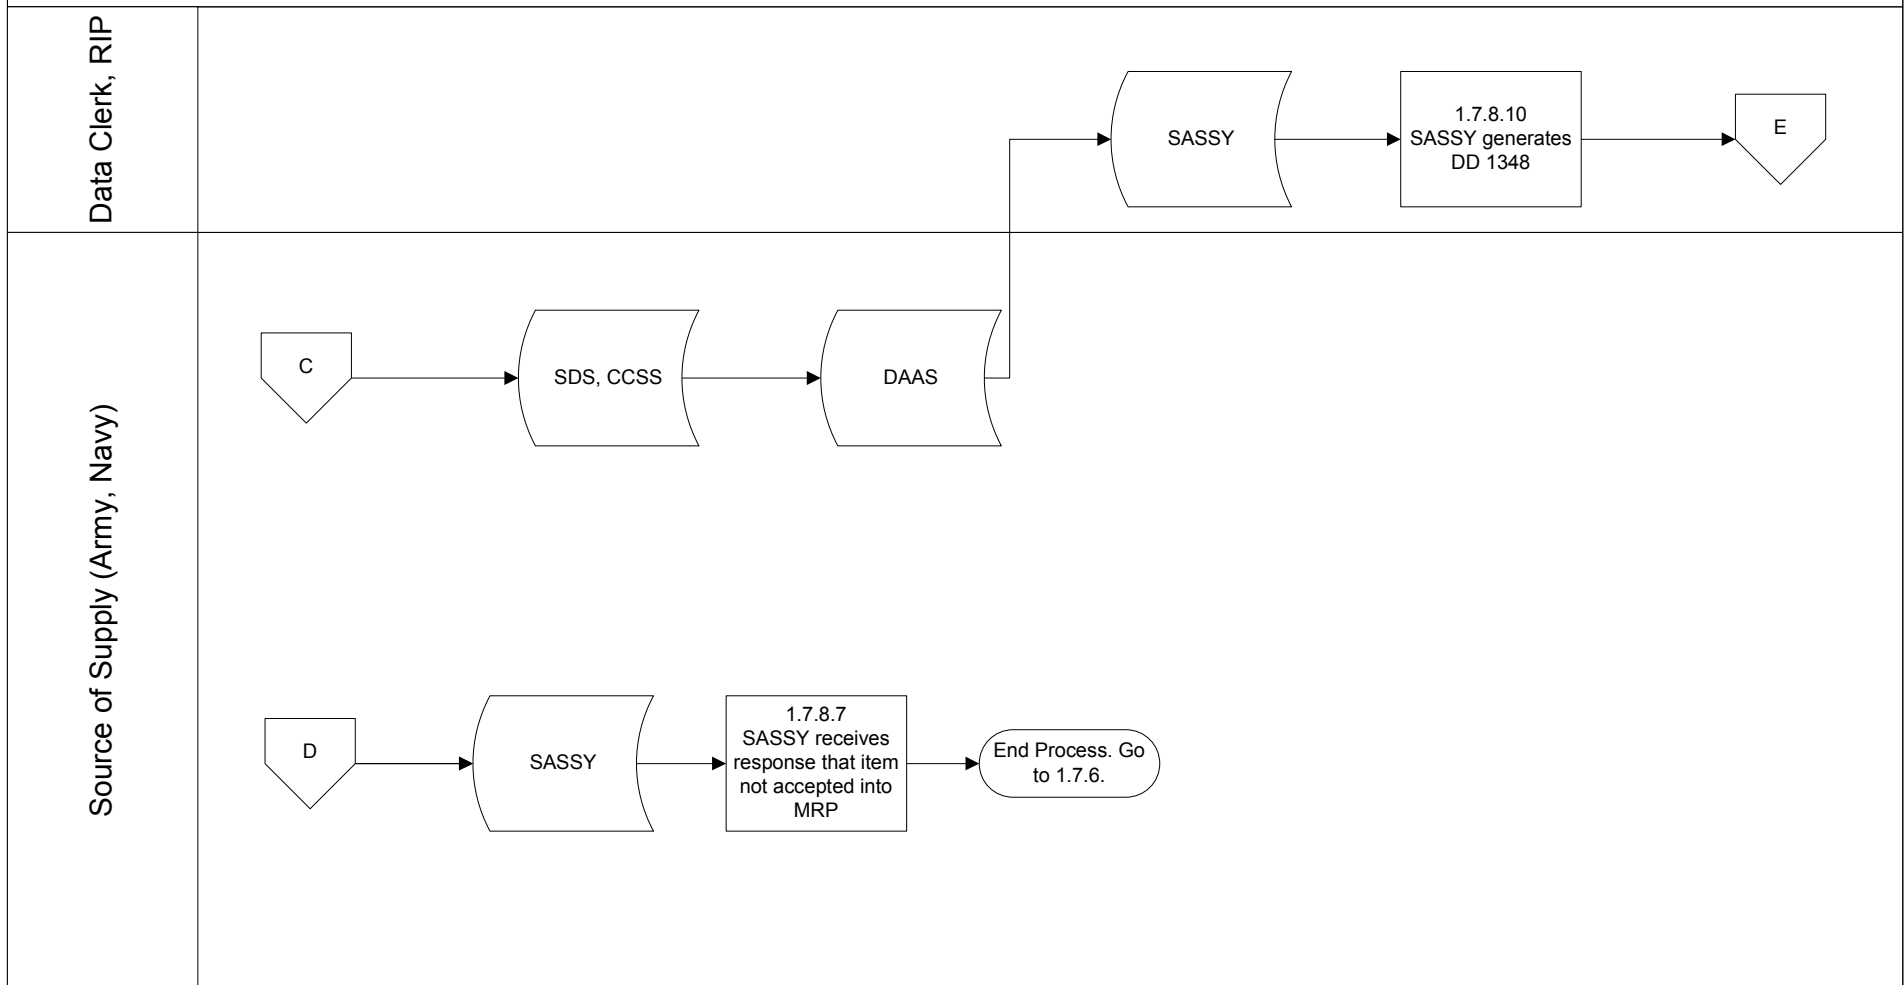 Data Clerk, RIP
SASSY
1.7.8.10
SASSY generates
DD 1348
E
Source of Supply (Army, Navy)
C
SDS, CCSS
DAAS
D
SASSY
1.7.8.7
SASSY receives
response that item
not accepted into
MRP
End Process. Go
to 1.7.6.